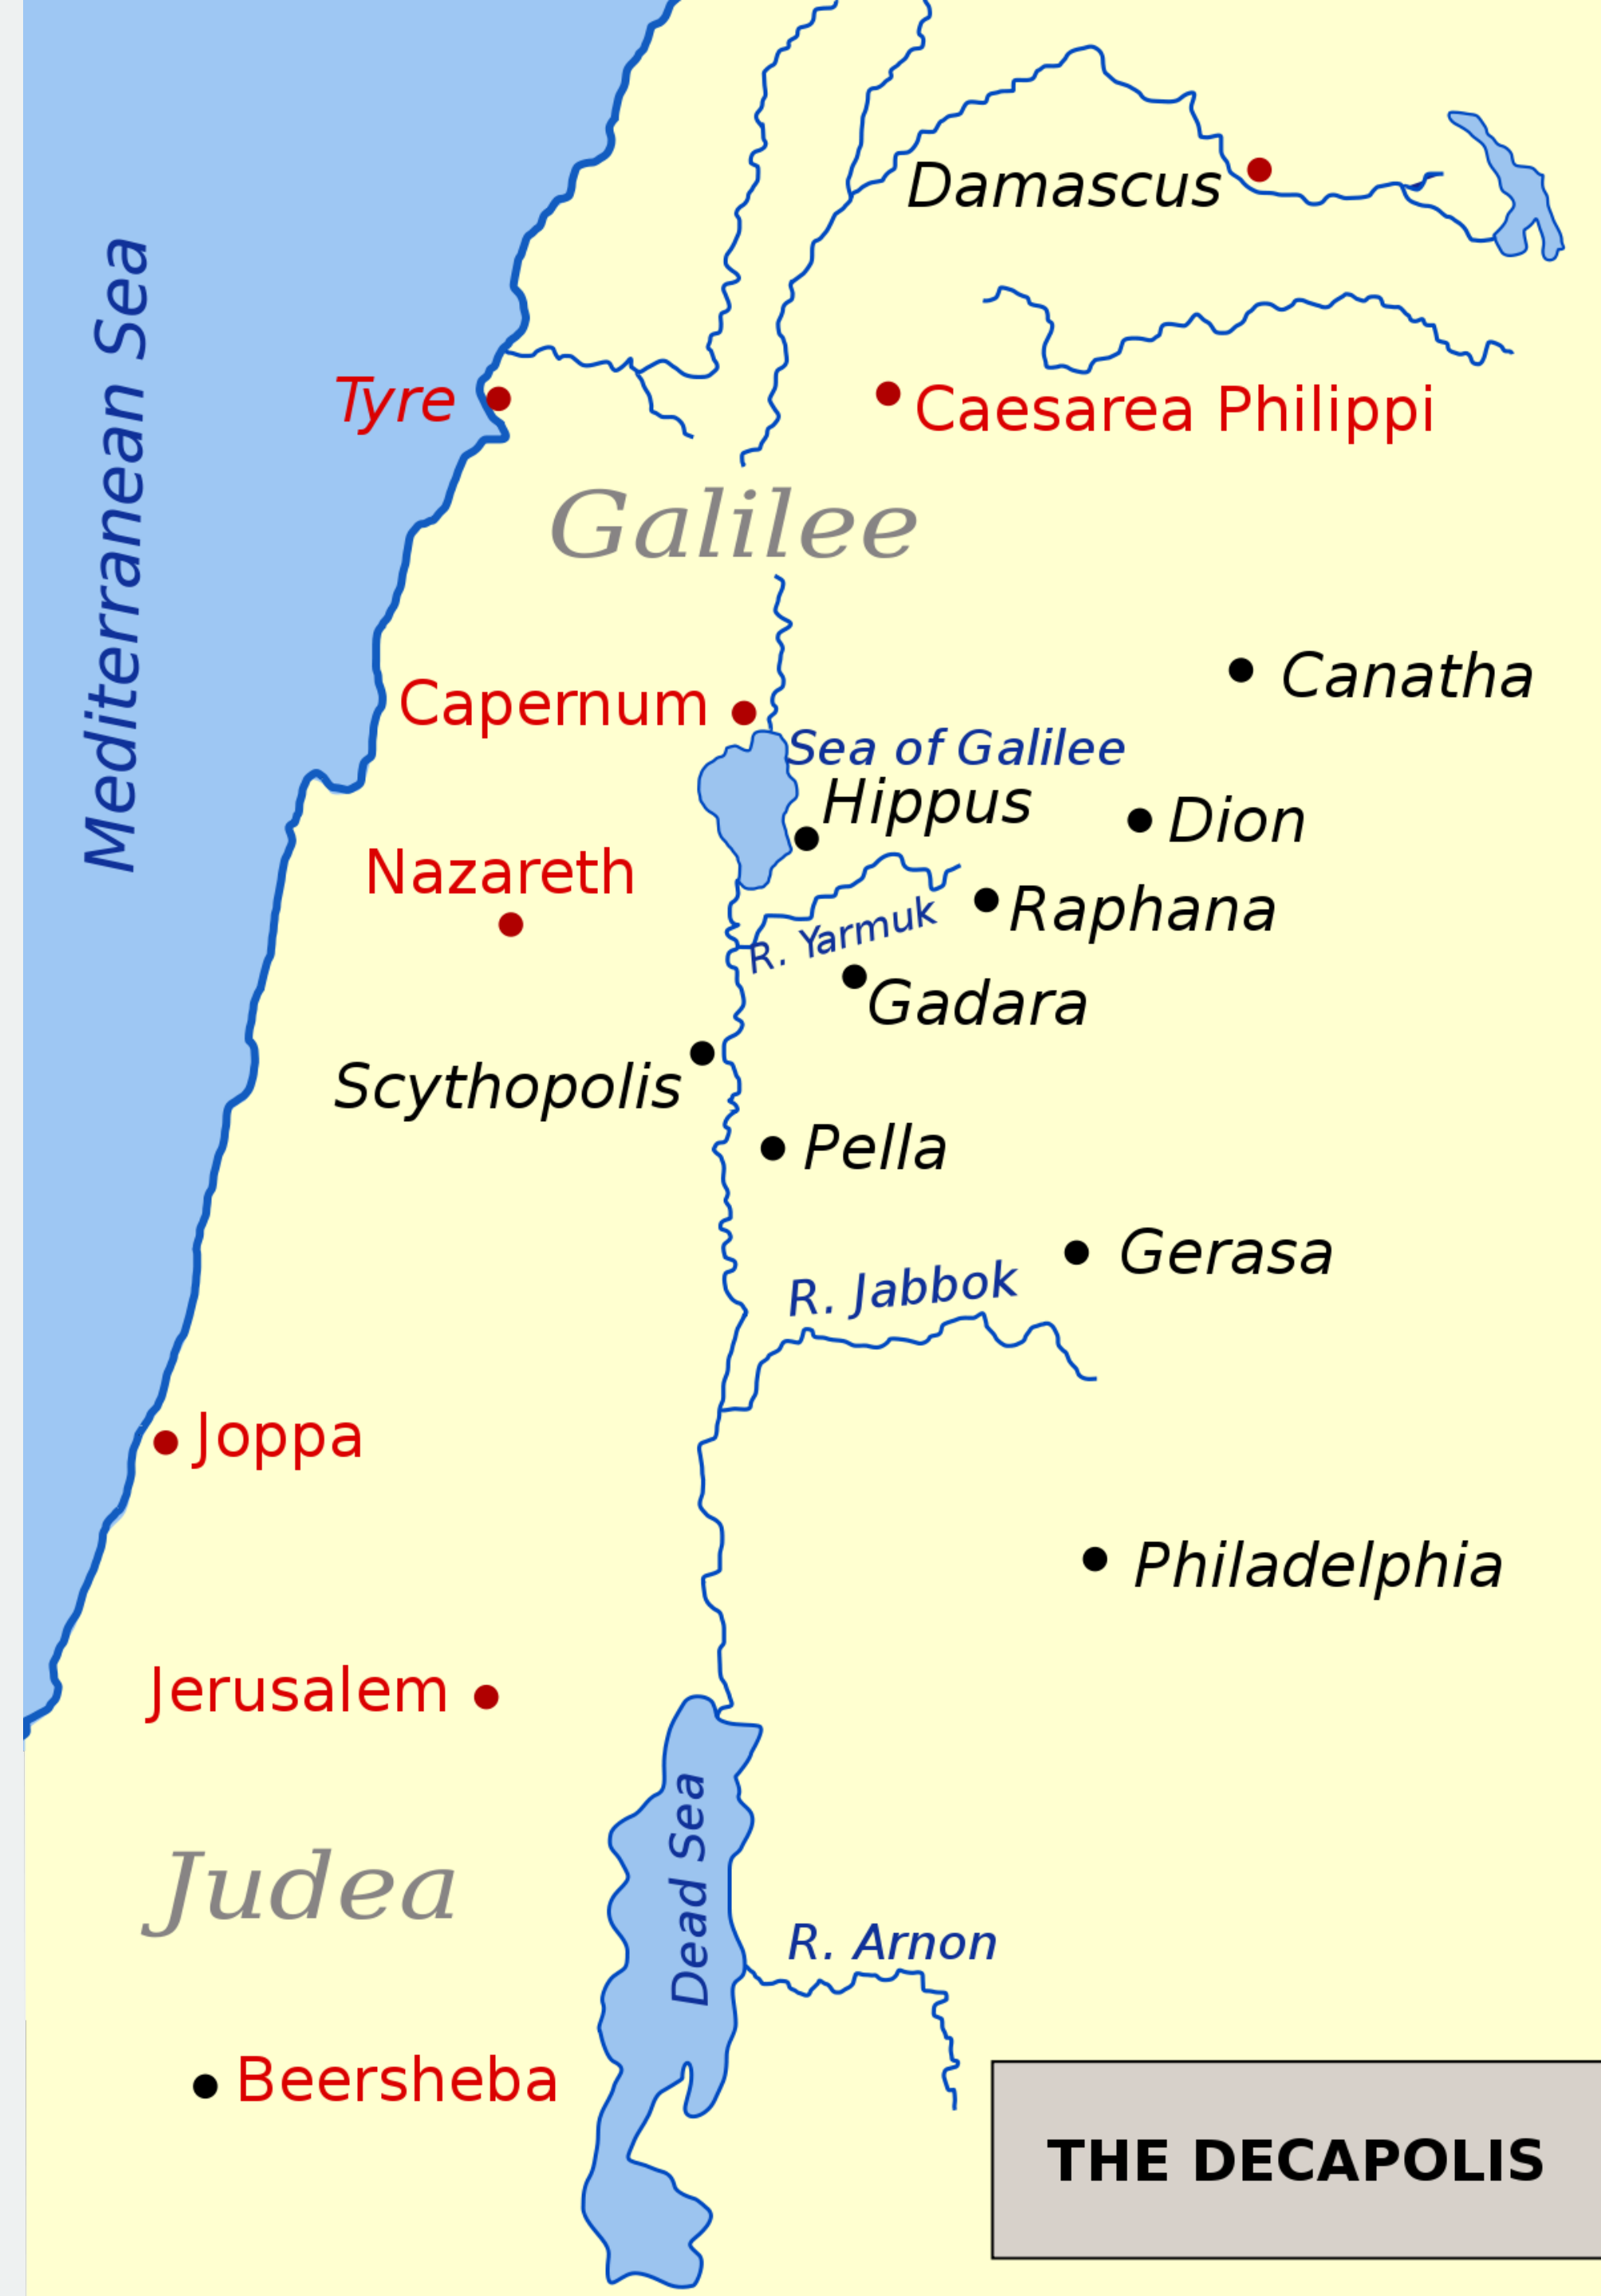 Damascus
Mediterranean Sea
Tyre
Caesarea Philippi
Galilee
Canatha
Capernum
Sea of Galilee
Hippus
Dion
Nazareth
Raphana
R. Yarmuk
Gadara
Scythopolis
Pella
Gerasa
R. Jabbok
Joppa
Philadelphia
Jerusalem
Dead Sea
Judea
R. Arnon
Beersheba
THE DECAPOLIS